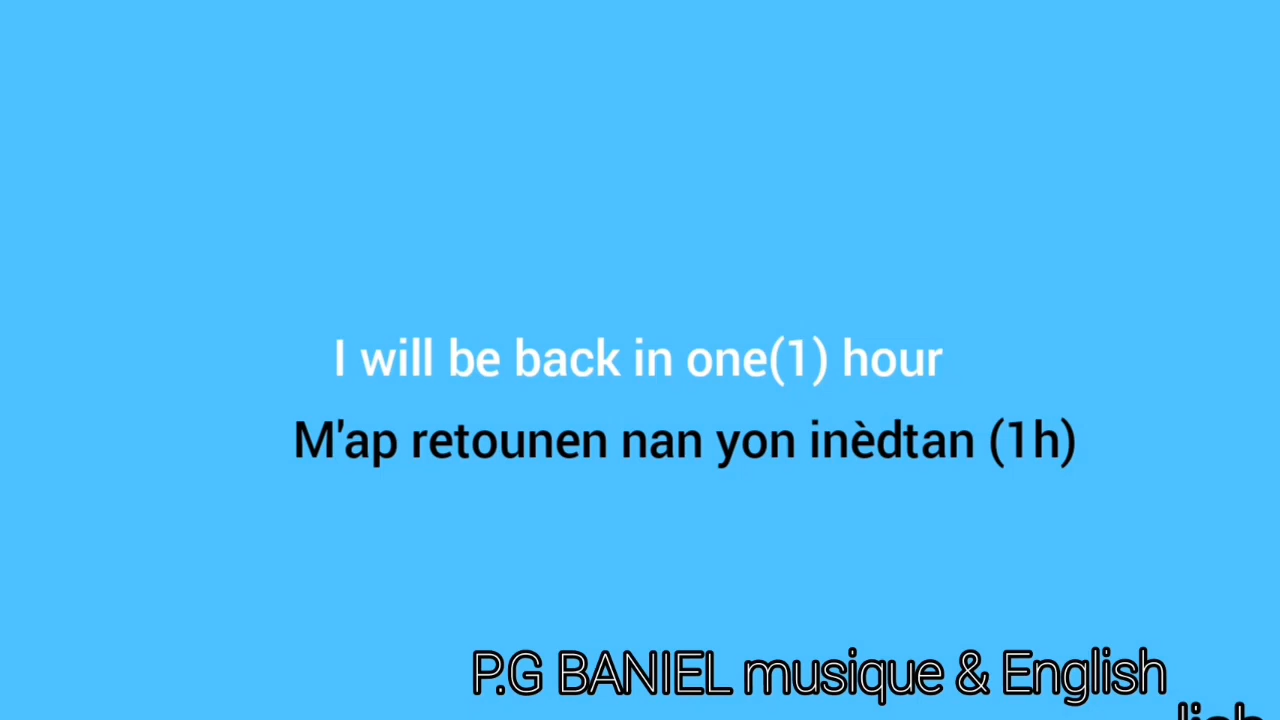 I will be back in one(1) hour
M'ap retounen nan yon inèdtan (1h)
P.G BANIEL musique & English